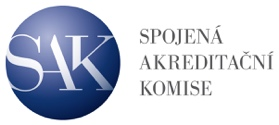 SAK
SPOJENÁ
AKREDITAČNÍ
KOMISE